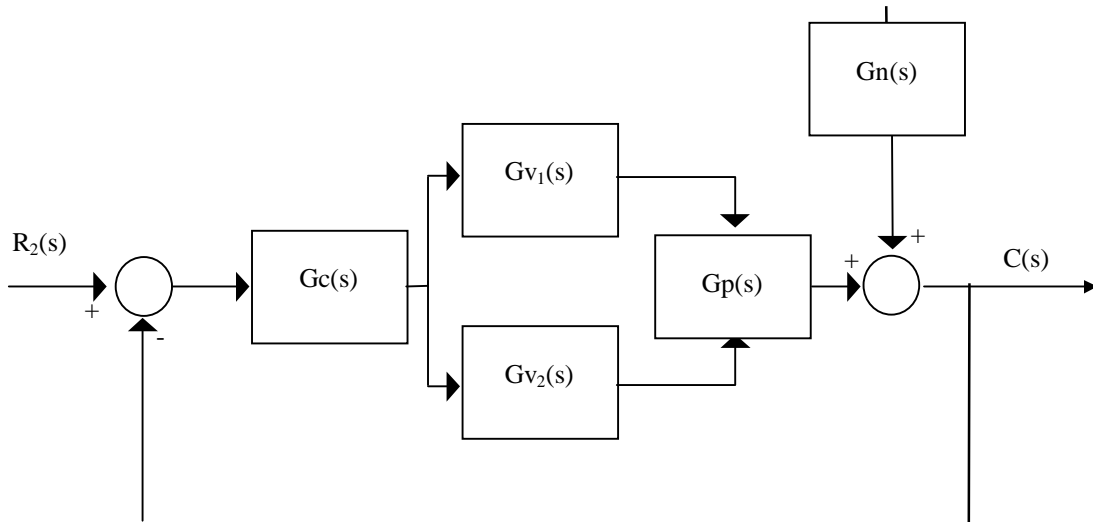 Gn(s)
Gv₁(s)
R₂(s)
C(s)
+
+
Gc(s)
Gp(s)
+
-
Gv₂(s)